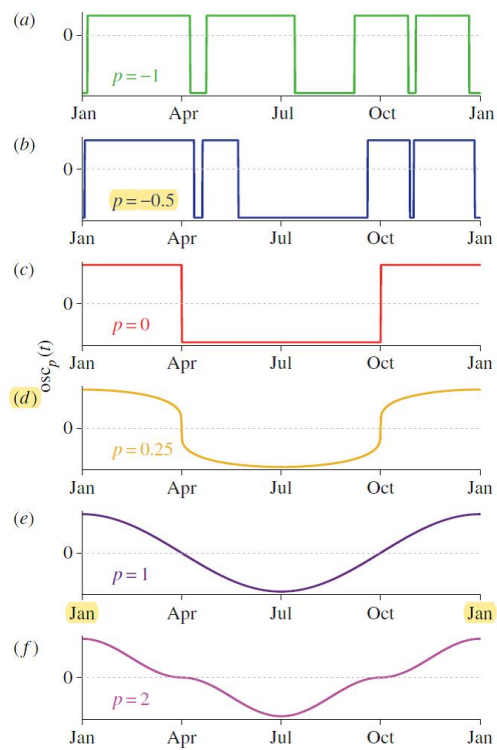 (a)
0
p = −1
Jan Apr Jul Oct Jan
(b)
0
p = −0.5
Jan Apr Jul Oct Jan
(c)
0
p = 0
Jan Apr Jul Oct Jan
osc_p(t)
(d)
0
p = 0.25
Jan Apr Jul Oct Jan
(e)
0
p = 1
Jan Apr Jul Oct Jan
(f)
0
p = 2
Jan Apr Jul Oct Jan